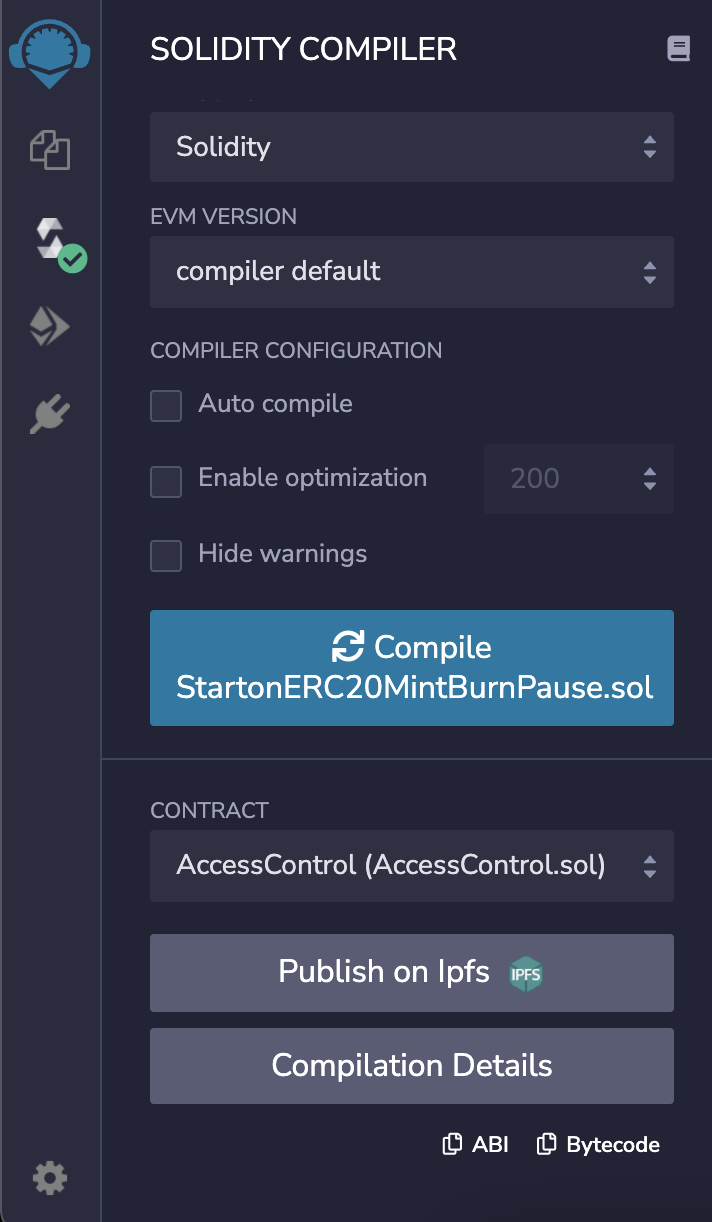 SOLIDITY COMPILER
Solidity
EVM VERSION
compiler default
COMPILER CONFIGURATION
Auto compile
Enable optimization 200
Hide warnings
Compile
StartonERC20MintBurnPause.sol
CONTRACT
AccessControl (AccessControl.sol)
Publish on Ipfs IPFS
Compilation Details
ABI Bytecode